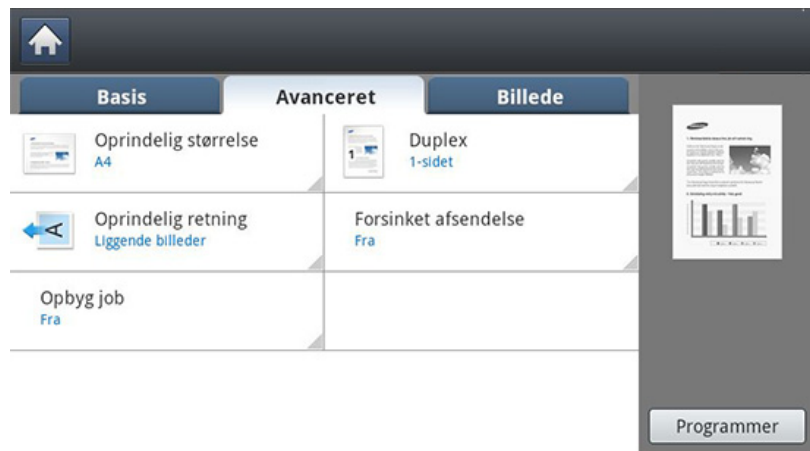 Basis
Avanceret
Billede
Oprindelig størrelse
A4
Duplex
1-sidet
Oprindelig retning
Liggende billeder
Forsinket afsendelse
Fra
Opbyg job
Fra
Programmer